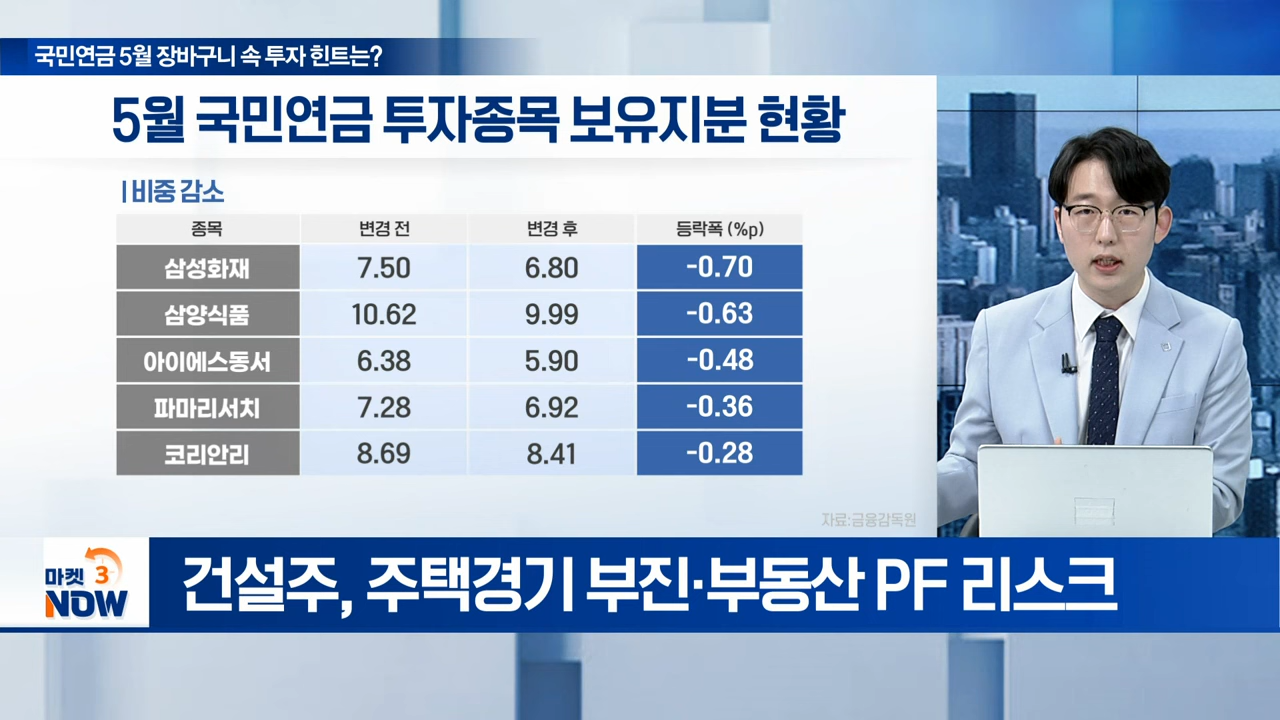 국민연금 5월 장바구니 속 투자 힌트는?
5월 국민연금 투자종목 보유지분 현황
비중 감소
종목 변경 전 변경 후 등락폭 (%p)
삼성화재 7.50 6.80 -0.70
삼양식품 10.62 9.99 -0.63
아이에스동서 6.38 5.90 -0.48
파마리서치 7.28 6.92 -0.36
코리안리 8.69 8.41 -0.28
자료:금융감독원
마켓 3
NOW
건설주, 주택경기 부진·부동산 PF 리스크